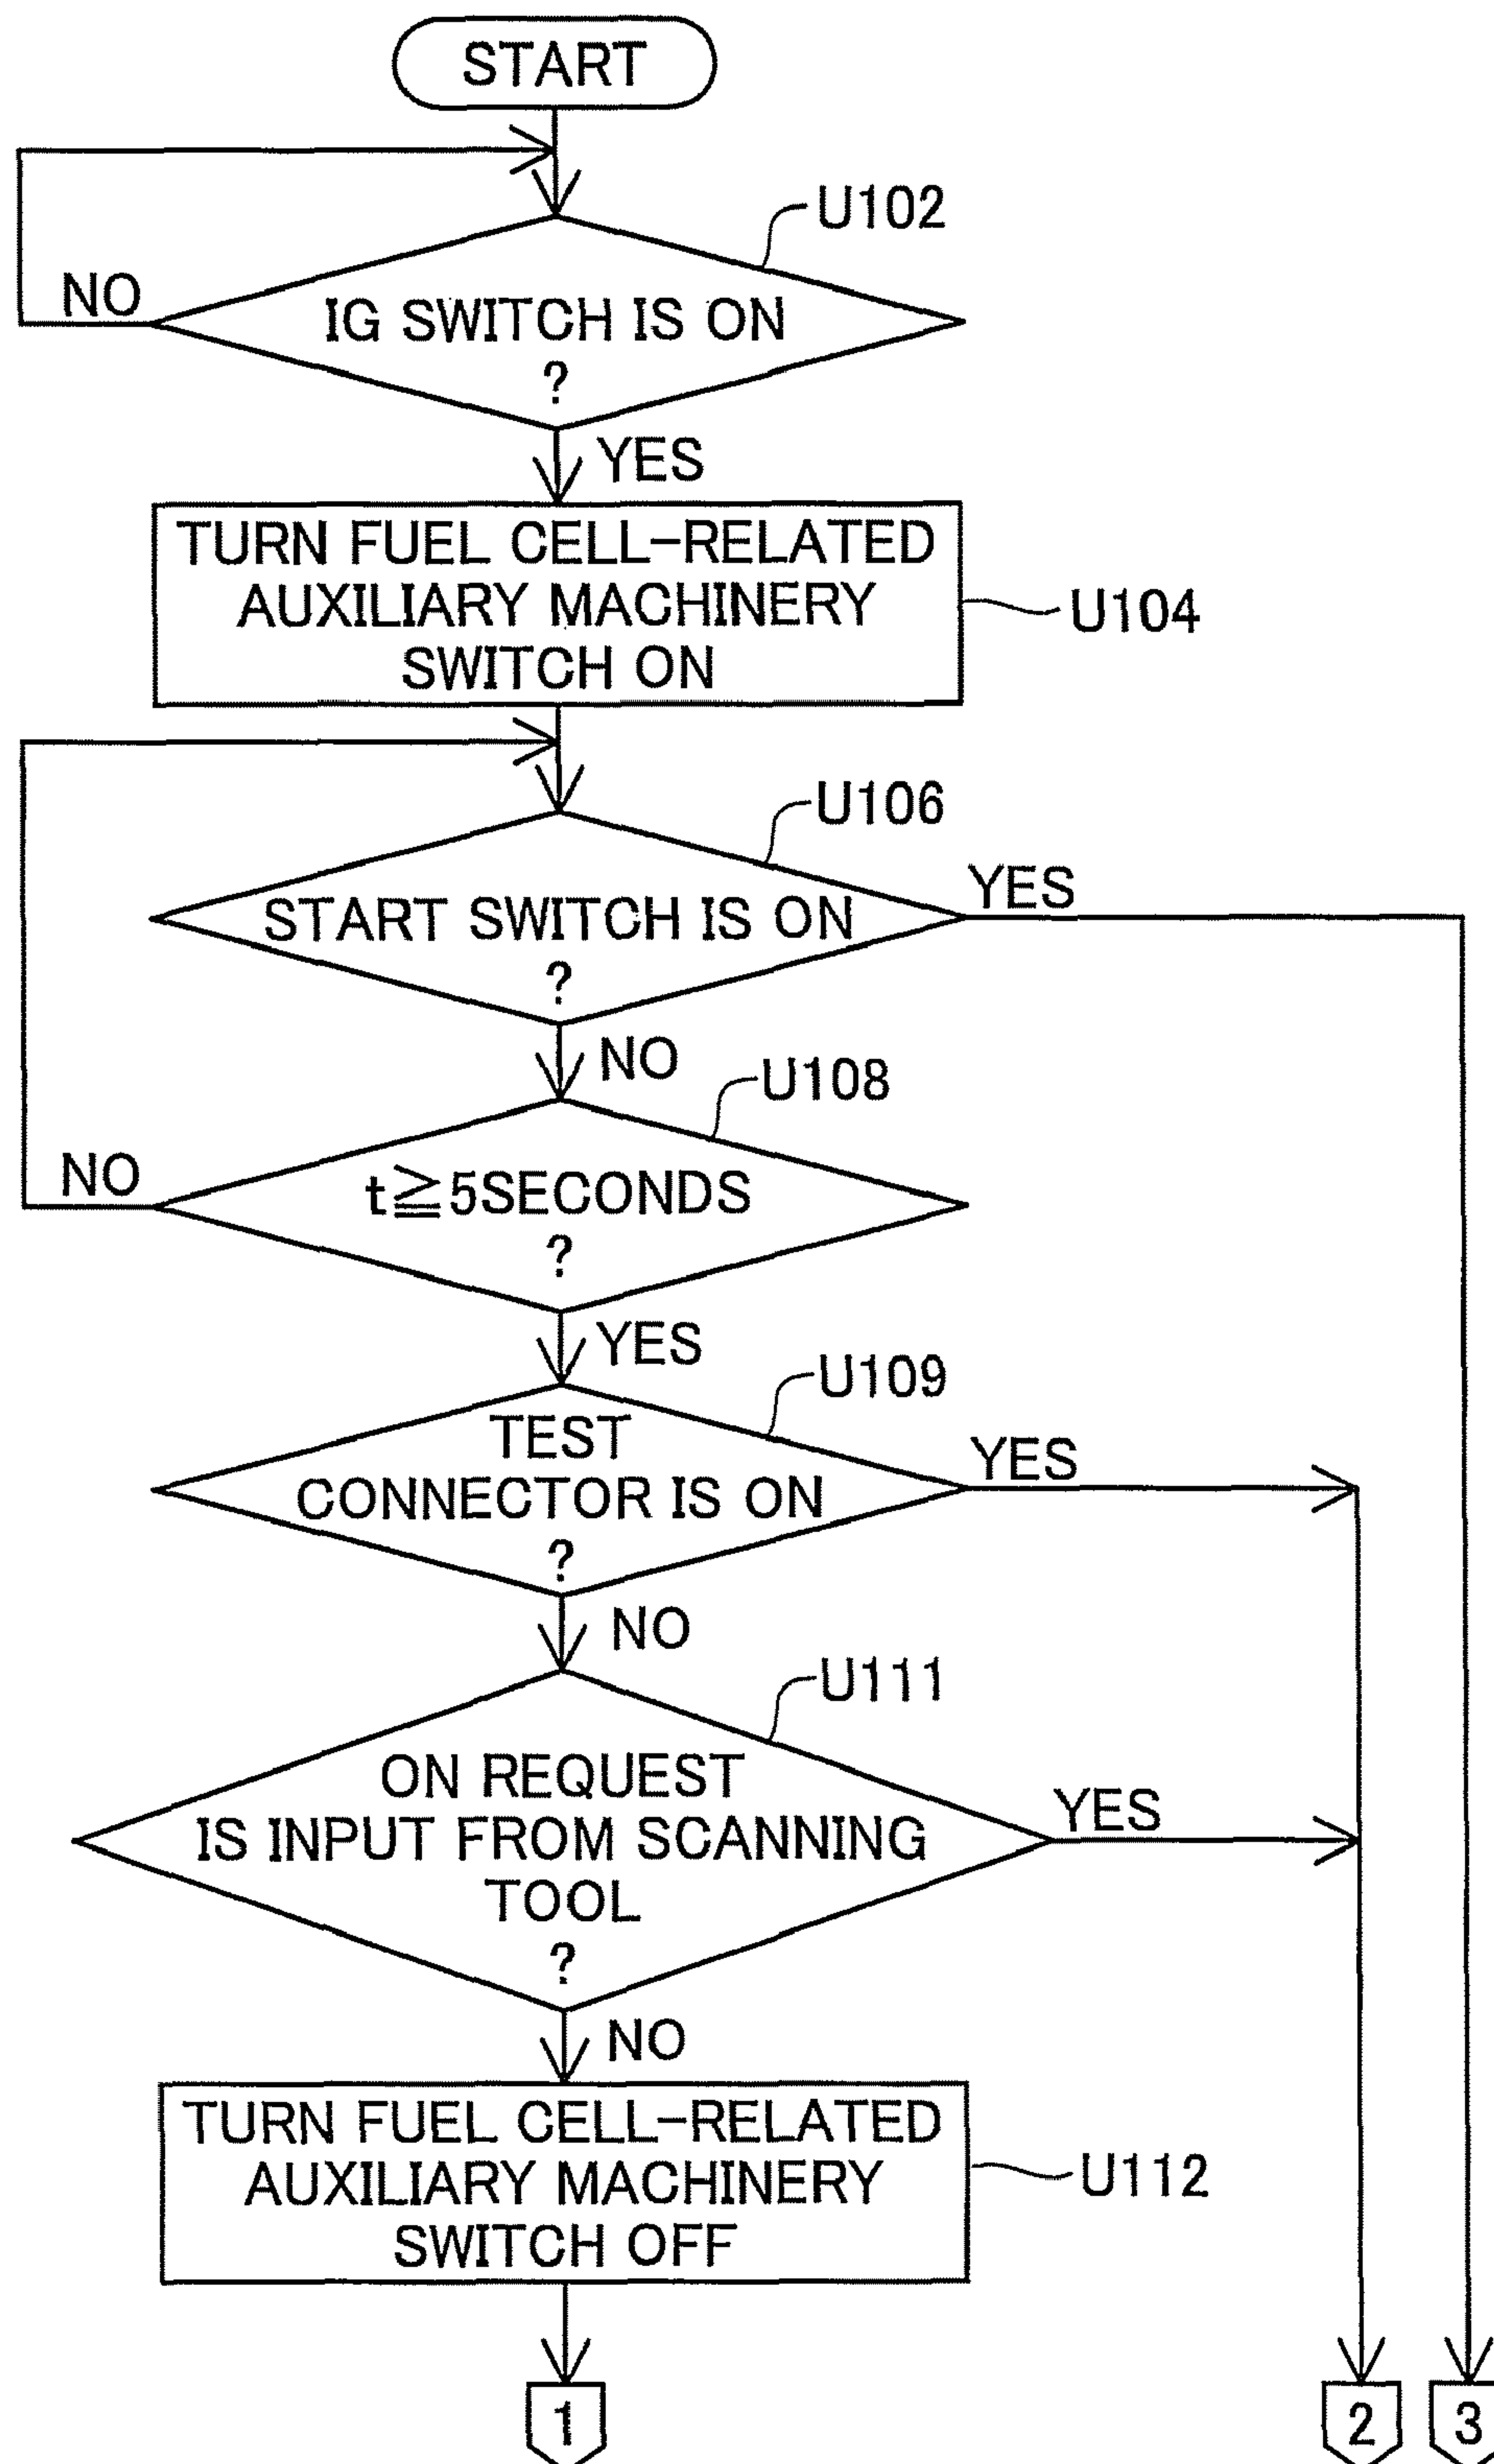 START
U102
NO
IG SWITCH IS ON
?
YES
TURN FUEL CELL-RELATED
AUXILIARY MACHINERY
SWITCH ON
U104
U106
YES
START SWITCH IS ON
?
NO
U108
NO
t≧5SECONDS
?
YES
U109
TEST
CONNECTOR IS ON
?
YES
NO
U111
ON REQUEST
IS INPUT FROM SCANNING
TOOL
?
YES
NO
TURN FUEL CELL-RELATED
AUXILIARY MACHINERY
SWITCH OFF
U112
1
2
3